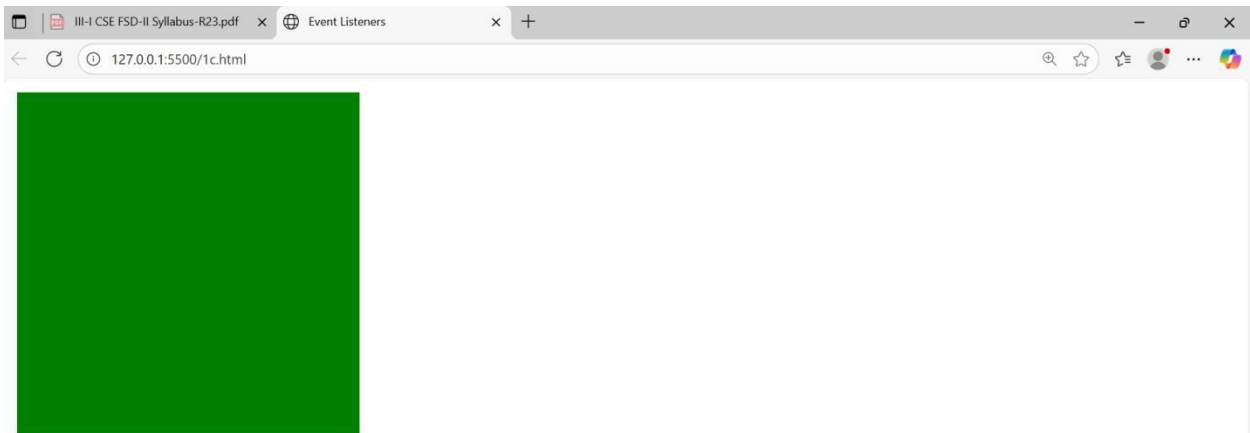 III-I CSE FSD-II Syllabus-R23.pdf
Event Listeners
127.0.0.1:5500/1c.html